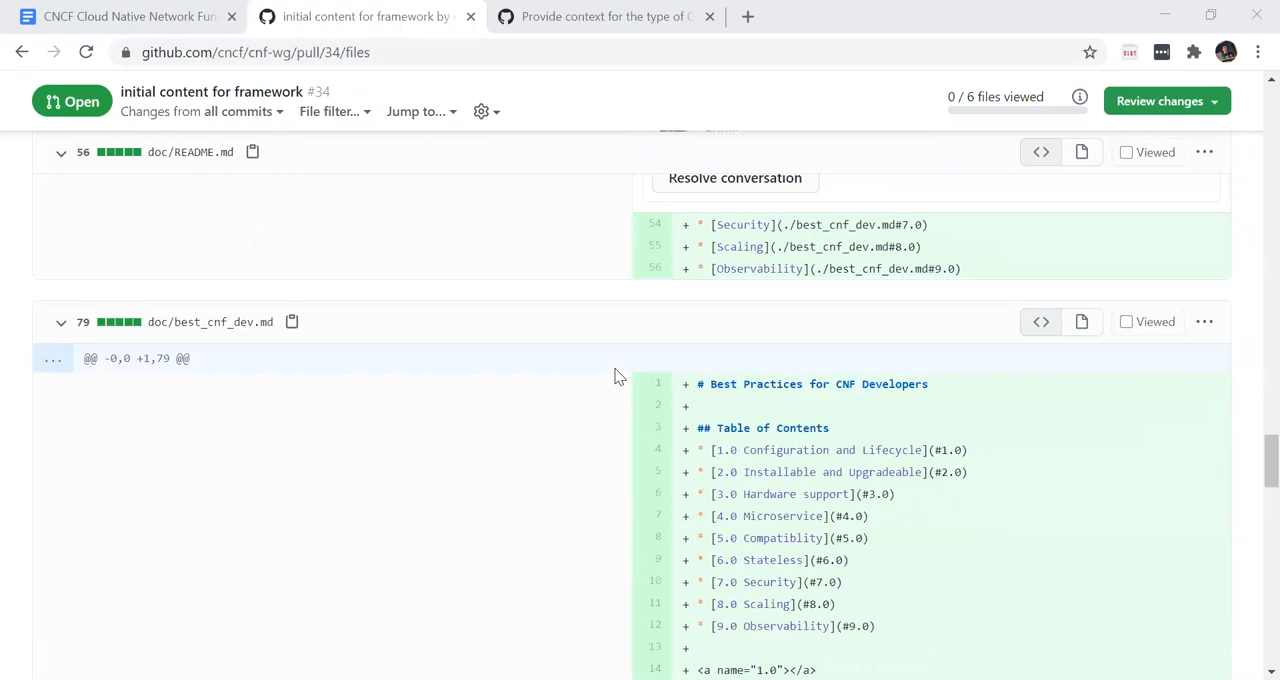 CNCF Cloud Native Network Fun
initial content for framework by
Provide context for the type of C
github.com/cncf/cnf-wg/pull/34/files
Open
initial content for framework #34
Changes from all commits
File filter...
Jump to...
0 / 6 files viewed
Review changes
56 doc/README.md
Viewed
Resolve conversation
54 + * [Security](./best_cnf_dev.md#7.0)
55 + * [Scaling](./best_cnf_dev.md#8.0)
56 + * [Observability](./best_cnf_dev.md#9.0)
79 doc/best_cnf_dev.md
Viewed
... @@ -0,0 +1,79 @@
1 + # Best Practices for CNF Developers
2 +
3 + ## Table of Contents
4 + * [1.0 Configuration and Lifecycle](#1.0)
5 + * [2.0 Installable and Upgradeable](#2.0)
6 + * [3.0 Hardware support](#3.0)
7 + * [4.0 Microservice](#4.0)
8 + * [5.0 Compatiblity](#5.0)
9 + * [6.0 Stateless](#6.0)
10 + * [7.0 Security](#7.0)
11 + * [8.0 Scaling](#8.0)
12 + * [9.0 Observability](#9.0)
13 +
14 + <a name="1.0"></a>